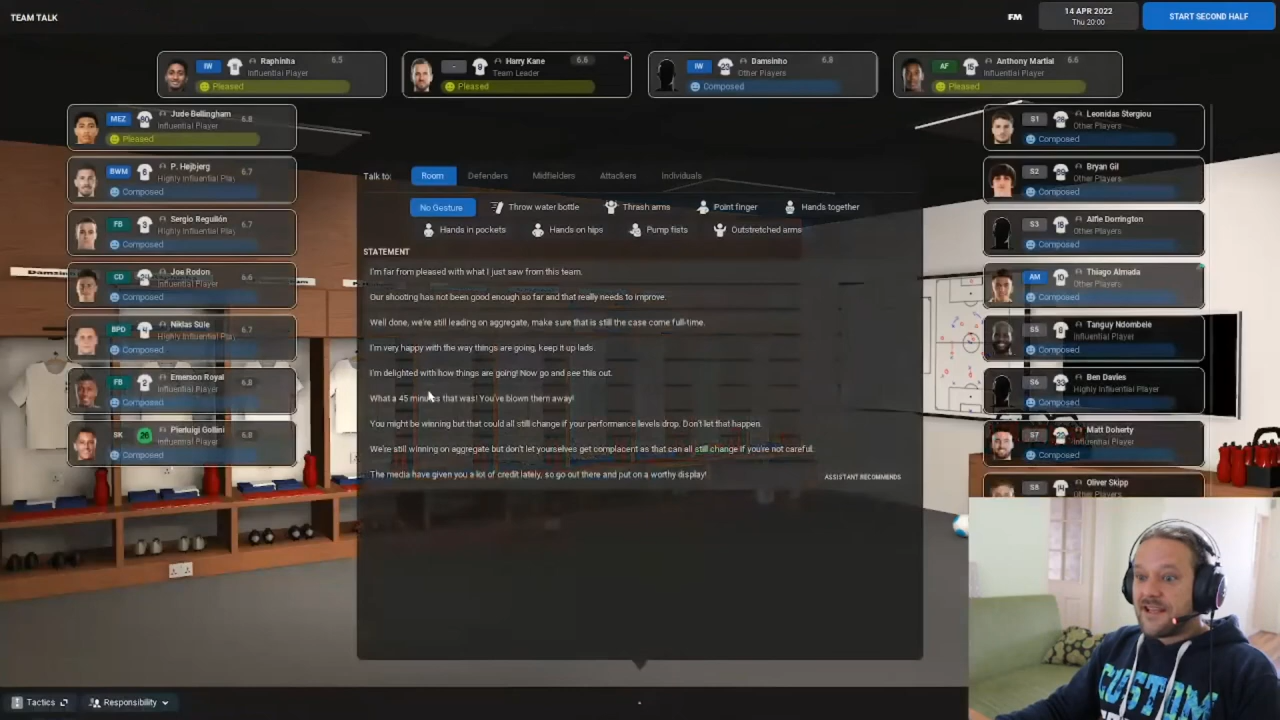 TEAM TALK
FM
14 APR 2022
Thu 20:00
START SECOND HALF
IW
Raphinha
6.5
Influential Player
Pleased
-
9
Harry Kane
6.6
Team Leader
Pleased
IW
23
Damsinho
6.8
Other Players
Composed
AF
15
Anthony Martial
6.6
Influential Player
Pleased
MEZ
Jude Bellingham
6.8
Influential Player
Pleased
BWM
P. Højbjerg
6.7
Highly Influential Play
Composed
FB
3
Sergio Reguilón
6.7
Highly Influential Play
Composed
CD
Joe Rodon
6.6
Influential Player
Composed
BPD
Niklas Süle
6.7
Highly Influential Play
Composed
FB
2
Emerson Royal
6.8
Influential Player
Composed
SK
26
Pierluigi Gollini
6.8
Influential Player
Composed
Talk to:
Room
Defenders
Midfielders
Attackers
Individuals
No Gesture
Throw water bottle
Thrash arms
Point finger
Hands together
Hands in pockets
Hands on hips
Pump fists
Outstretched arms
STATEMENT
I'm far from pleased with what I just saw from this team.
Our shooting has not been good enough so far and that really needs to improve.
Well done, we're still leading on aggregate, make sure that is still the case come full-time.
I'm very happy with the way things are going, keep it up lads.
I'm delighted with how things are going! Now go and see this out.
What a 45 minutes that was! You've blown them away!
You might be winning but that could all still change if your performance levels drop. Don't let that happen.
We're still winning on aggregate but don't let yourselves get complacent as that can all still change if you're not careful.
The media have given you a lot of credit lately, so go out there and put on a worthy display!
ASSISTANT RECOMMENDS
S1
Leonidas Stergiou
Other Players
Composed
S2
Bryan Gil
Other Players
Composed
S3
Alfie Dorrington
Other Players
Composed
AM
10
Thiago Almada
Influential Player
Composed
S5
Tanguy Ndombele
Influential Player
Composed
S6
33
Ben Davies
Highly Influential Player
Composed
S7
Matt Doherty
Influential Player
Composed
S8
Oliver Skipp
Other Players
Tactics
Responsibility
CUSTOM